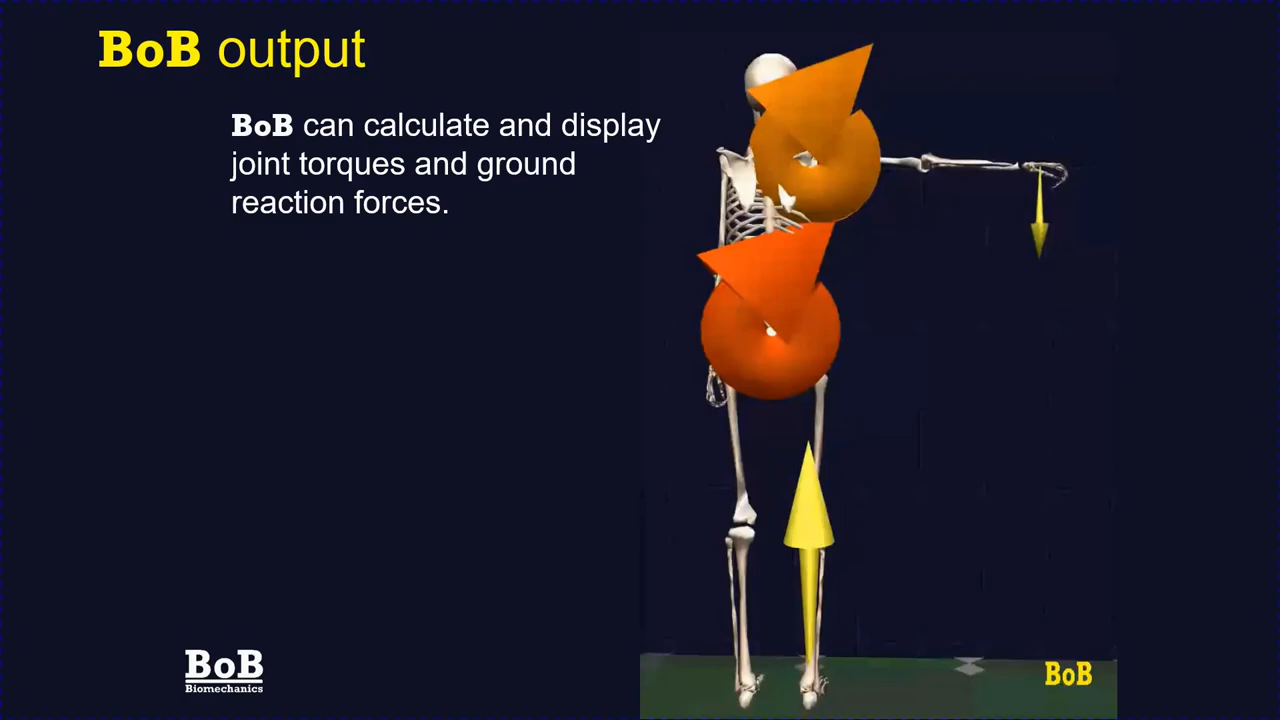 BoB output
BoB can calculate and display
joint torques and ground
reaction forces.
BoB
Biomechanics
BoB